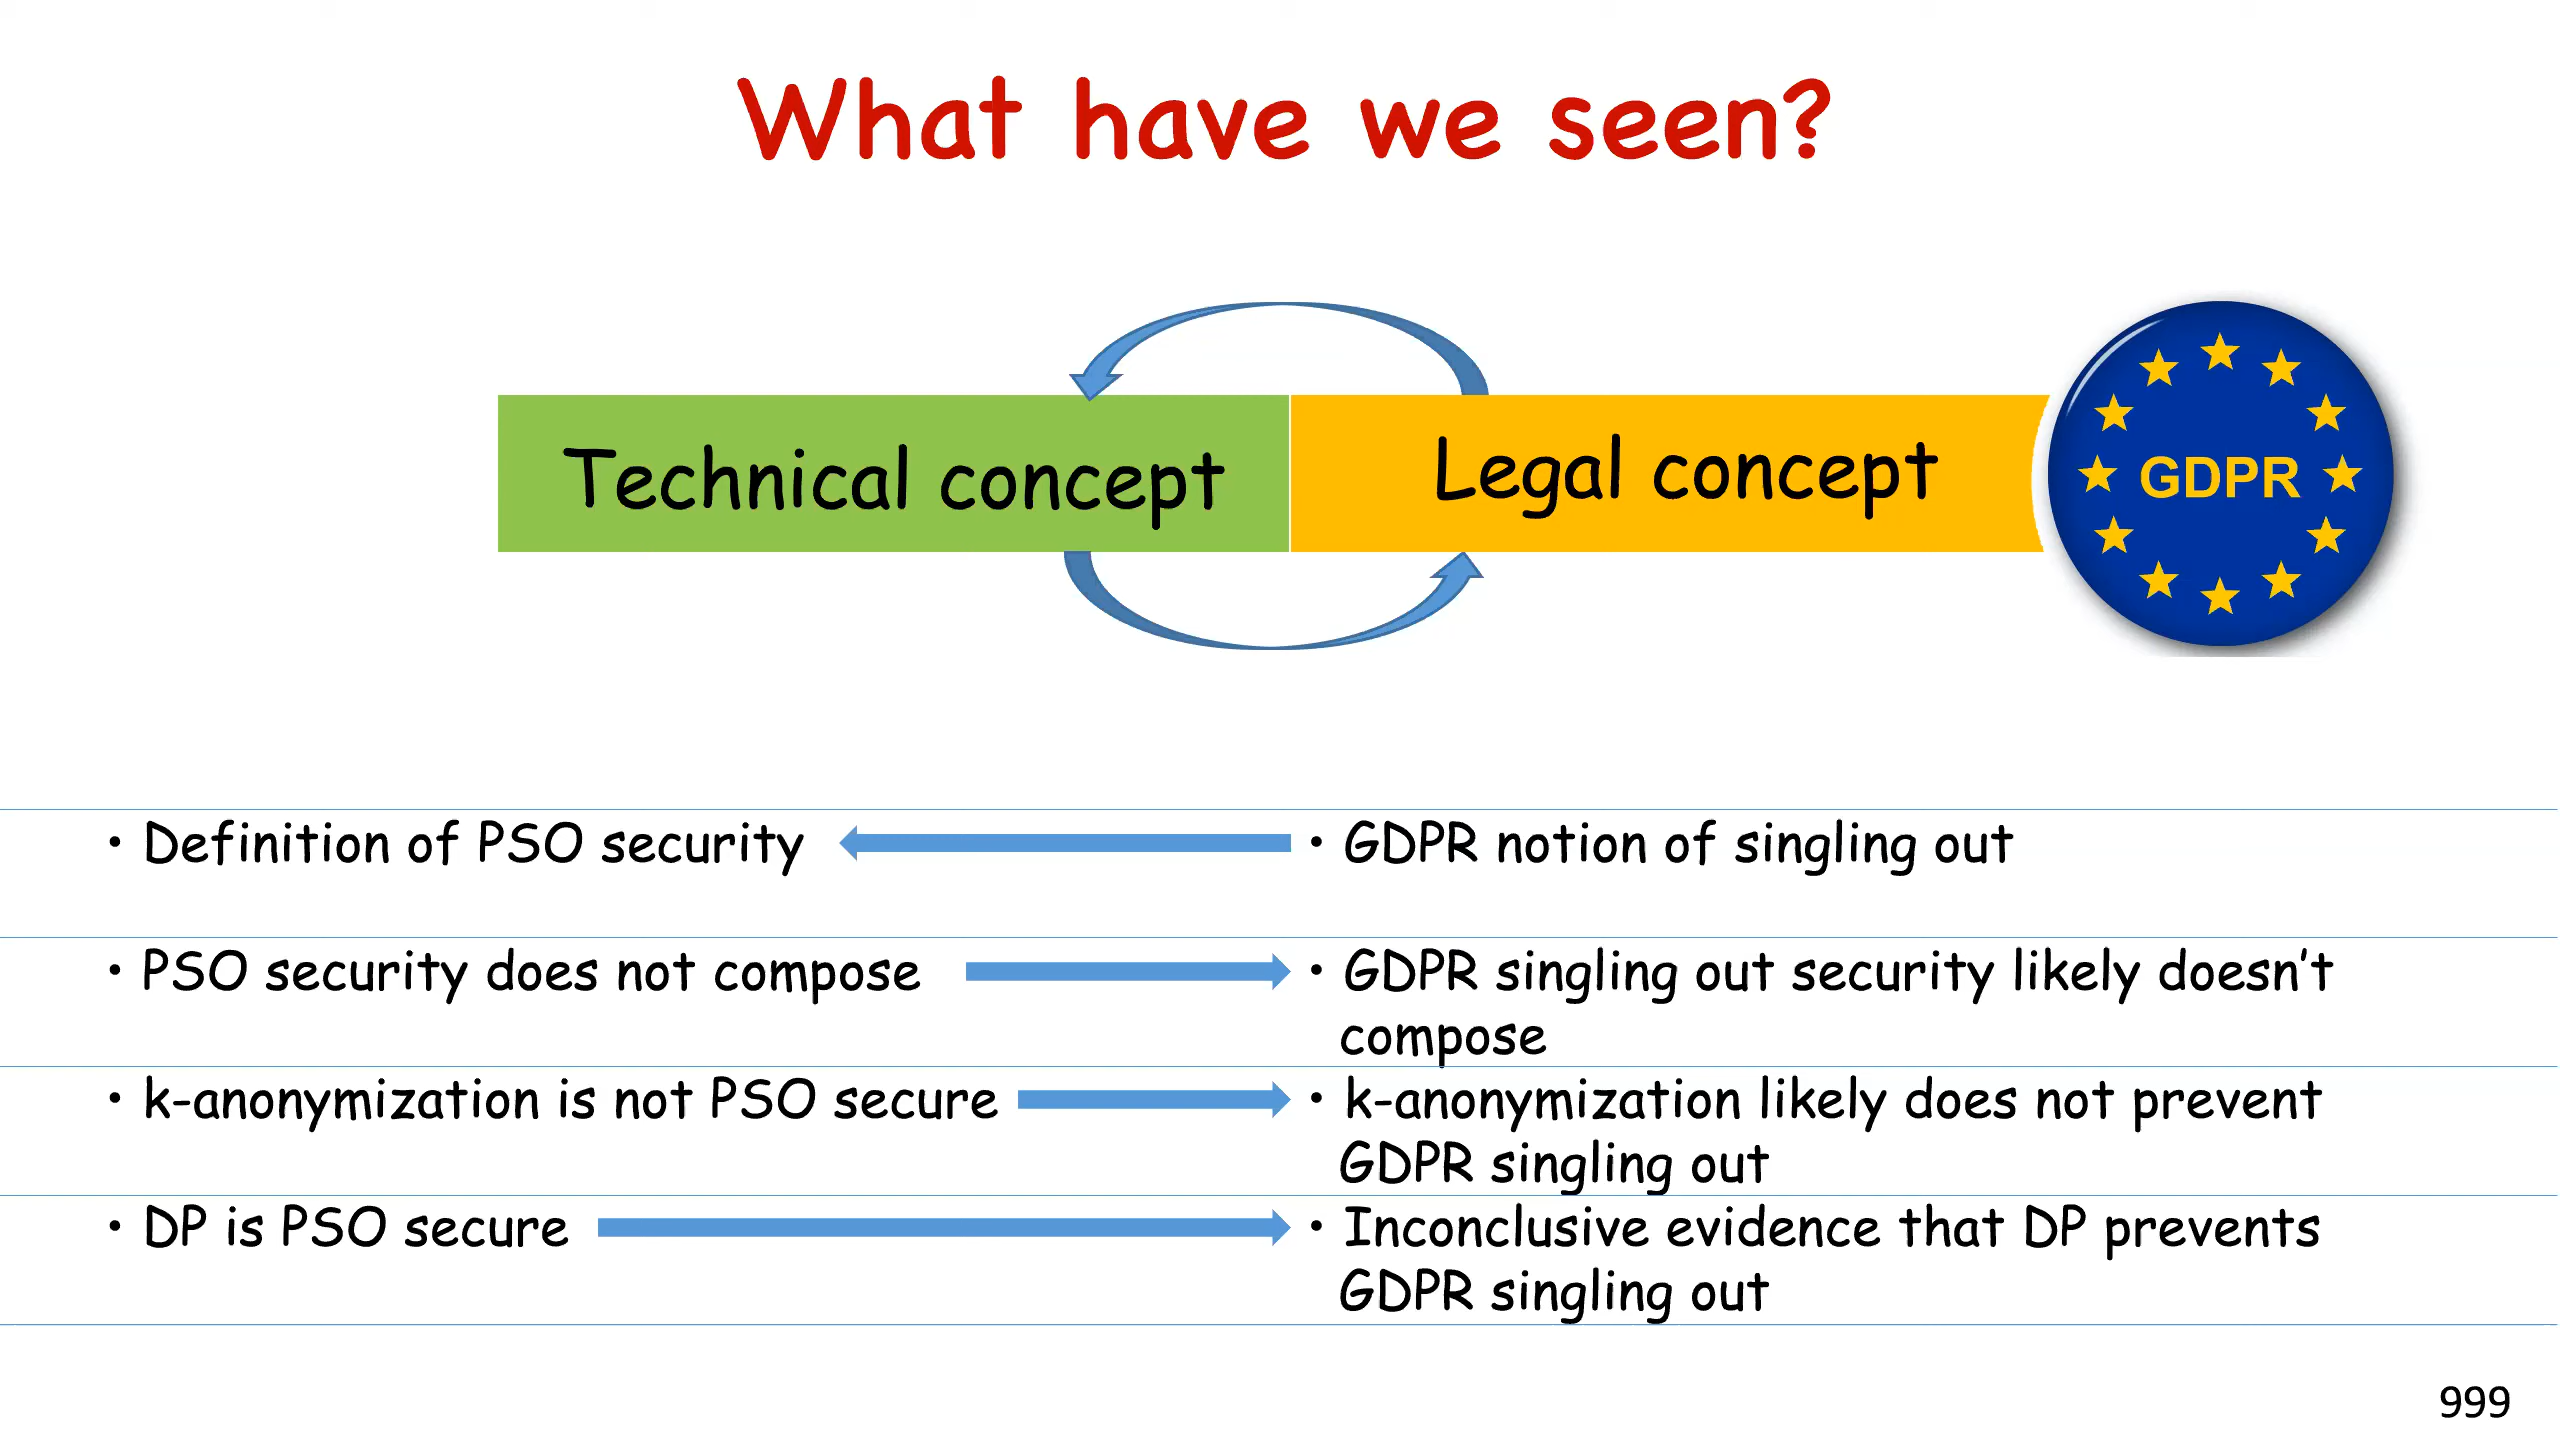 What have we seen?
Technical concept
Legal concept
GDPR
• Definition of PSO security
• GDPR notion of singling out
• PSO security does not compose
• GDPR singling out security likely doesn’t
compose
• k-anonymization is not PSO secure
• k-anonymization likely does not prevent
GDPR singling out
• DP is PSO secure
• Inconclusive evidence that DP prevents
GDPR singling out
999